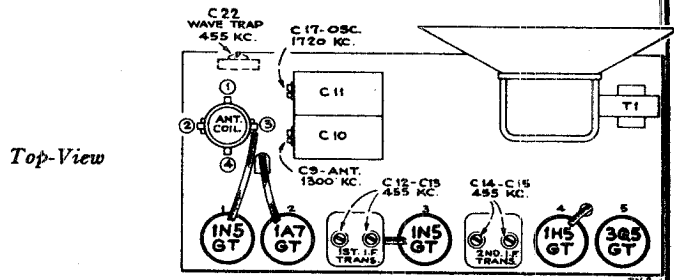 C22
WAVE TRAP
455 KC.
C17-OSC.
1720 KC.
C11
C10
T1
1
2
ANT.
COIL.
3
4
Top-View
C9-ANT.
1300 KC.
C12-C13
455 KC.
C14-C15
455 KC.
1
1N5
GT
2
1A7
GT
1ST. I.F
TRANS.
3
1N5
GT
2ND. I.F
TRANS.
4
1H5
GT
5
3Q5
GT